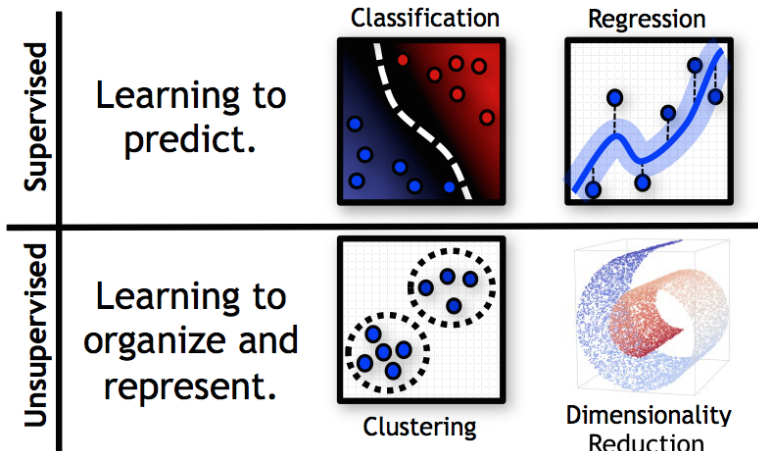 Classification
Regression
Supervised
Learning to
predict.
Unsupervised
Learning to
organize and
represent.
Clustering
Dimensionality
Reduction